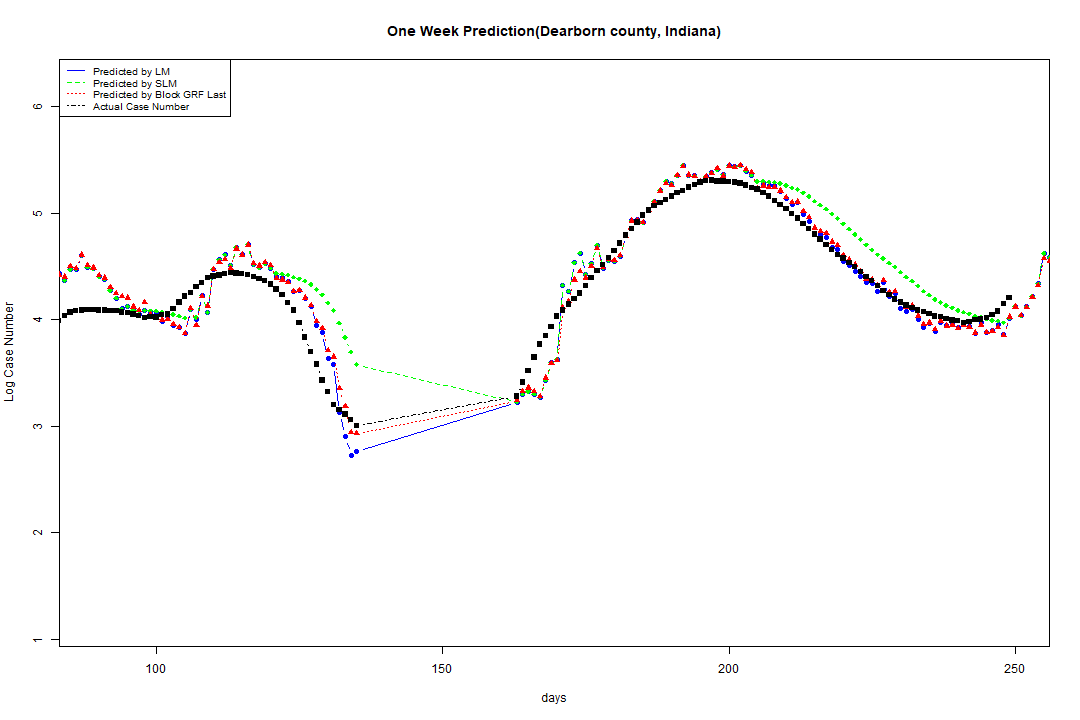 One Week Prediction(Dearborn county, Indiana)
Predicted by LM
Predicted by SLM
Predicted by Block GRF Last
Actual Case Number
6
5
4
3
2
1
Log Case Number
100 150 200 250
days